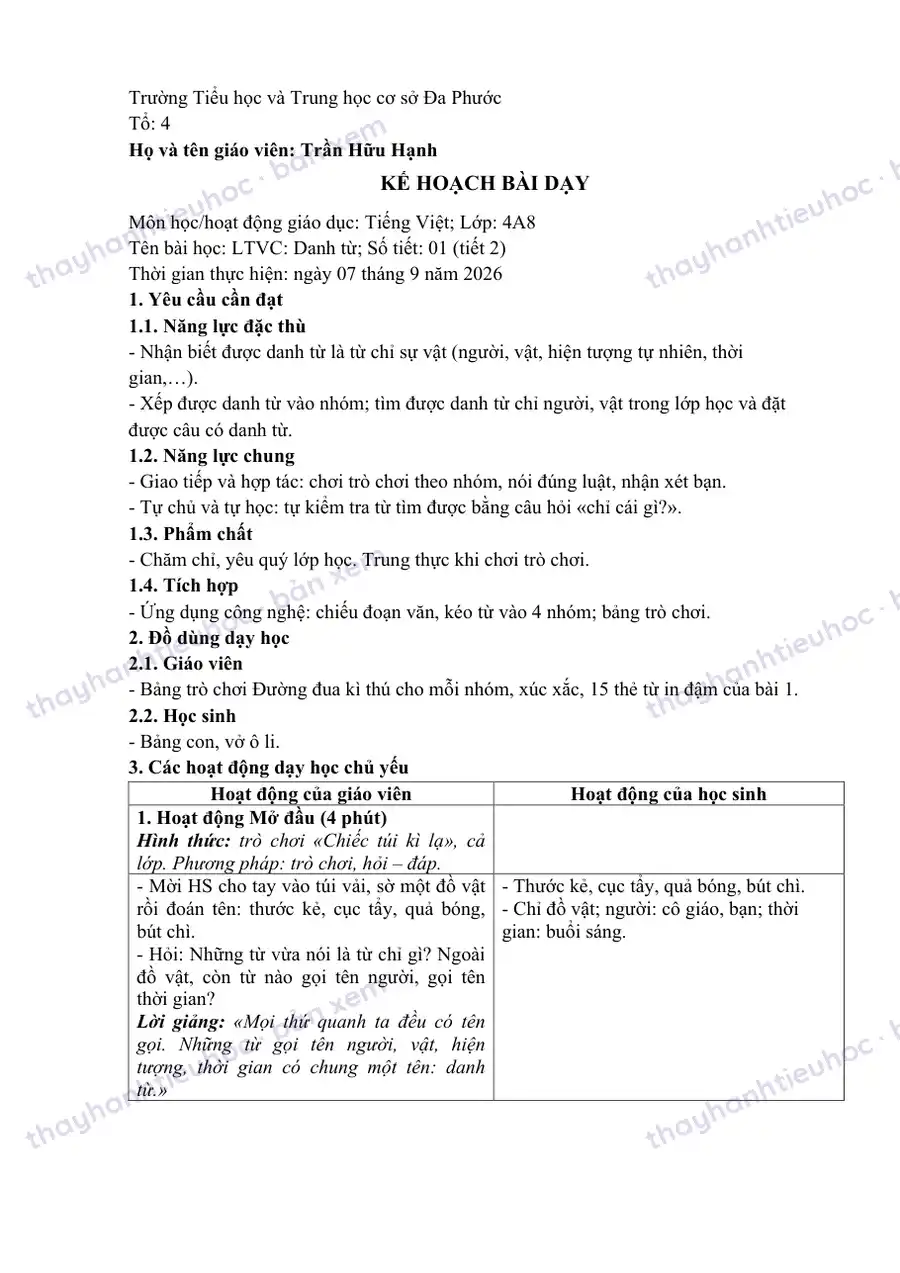 Trường Tiểu học và Trung học cơ sở Đa Phước
Tổ: 4
Họ và tên giáo viên: Trần Hữu Hạnh
KẾ HOẠCH BÀI DẠY
Môn học/hoạt động giáo dục: Tiếng Việt; Lớp: 4A8
Tên bài học: LTVC: Danh từ; Số tiết: 01 (tiết 2)
Thời gian thực hiện: ngày 07 tháng 9 năm 2026
1. Yêu cầu cần đạt
1.1. Năng lực đặc thù
- Nhận biết được danh từ là từ chỉ sự vật (người, vật, hiện tượng tự nhiên, thời
gian,…).
- Xếp được danh từ vào nhóm; tìm được danh từ chỉ người, vật trong lớp học và đặt
được câu có danh từ.
1.2. Năng lực chung
- Giao tiếp và hợp tác: chơi trò chơi theo nhóm, nói đúng luật, nhận xét bạn.
- Tự chủ và tự học: tự kiểm tra từ tìm được bằng câu hỏi «chỉ cái gì?».
1.3. Phẩm chất
- Chăm chỉ, yêu quý lớp học. Trung thực khi chơi trò chơi.
1.4. Tích hợp
- Ứng dụng công nghệ: chiếu đoạn văn, kéo từ vào 4 nhóm; bảng trò chơi.
2. Đồ dùng dạy học
2.1. Giáo viên
- Bảng trò chơi Đường đua kì thú cho mỗi nhóm, xúc xắc, 15 thẻ từ in đậm của bài 1.
2.2. Học sinh
- Bảng con, vở ô li.
3. Các hoạt động dạy học chủ yếu
Hoạt động của giáo viên
Hoạt động của học sinh
1. Hoạt động Mở đầu (4 phút)
Hình thức: trò chơi «Chiếc túi kì lạ», cả
lớp. Phương pháp: trò chơi, hỏi – đáp.
- Mời HS cho tay vào túi vải, sờ một đồ vật
rồi đoán tên: thước kẻ, cục tẩy, quả bóng,
bút chì.
- Hỏi: Những từ vừa nói là từ chỉ gì? Ngoài
đồ vật, còn từ nào gọi tên người, gọi tên
thời gian?
Lời giảng: «Mọi thứ quanh ta đều có tên
gọi. Những từ gọi tên người, vật, hiện
tượng, thời gian có chung một tên: danh
từ.»
- Thước kẻ, cục tẩy, quả bóng, bút chì.
- Chỉ đồ vật; người: cô giáo, bạn; thời
gian: buổi sáng.
thayhanhtieuhoc · bản xem
thayhanhtieuhoc · b
thayhanhtieuhoc · bản xem
thayhanhtieuhoc · b
thayhanhtieuhoc · bản xem
thayhanhtieuhoc · b